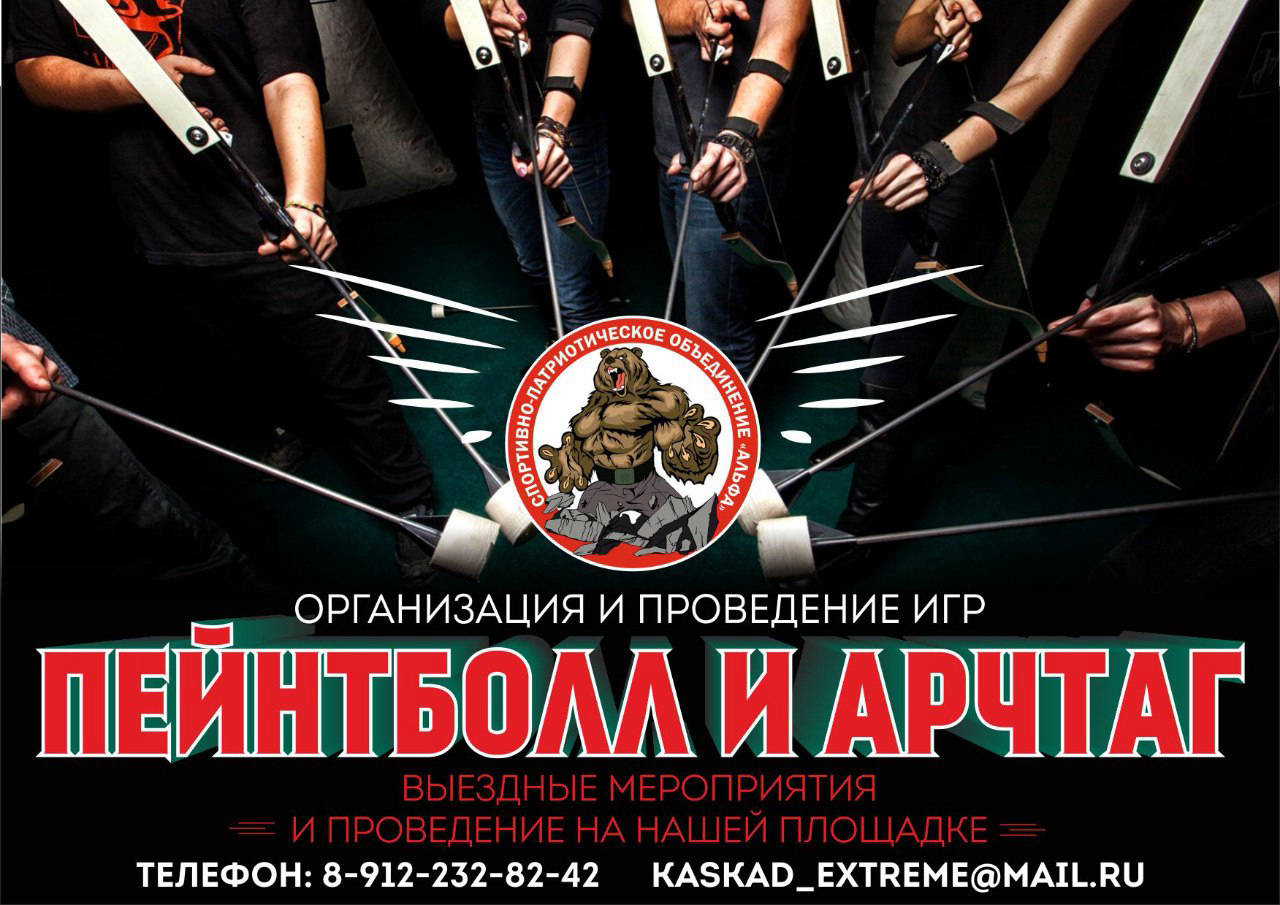 СПОРТИВНО-ПАТРИОТИЧЕСКОЕ ОБЪЕДИНЕНИЕ «АЛЬФА»
ОРГАНИЗАЦИЯ И ПРОВЕДЕНИЕ ИГР
ПЕЙНТБОЛЛ И АРЧТАГ
ВЫЕЗДНЫЕ МЕРОПРИЯТИЯ
И ПРОВЕДЕНИЕ НА НАШЕЙ ПЛОЩАДКЕ
ТЕЛЕФОН: 8-912-232-82-42 KASKAD_EXTREME@MAIL.RU